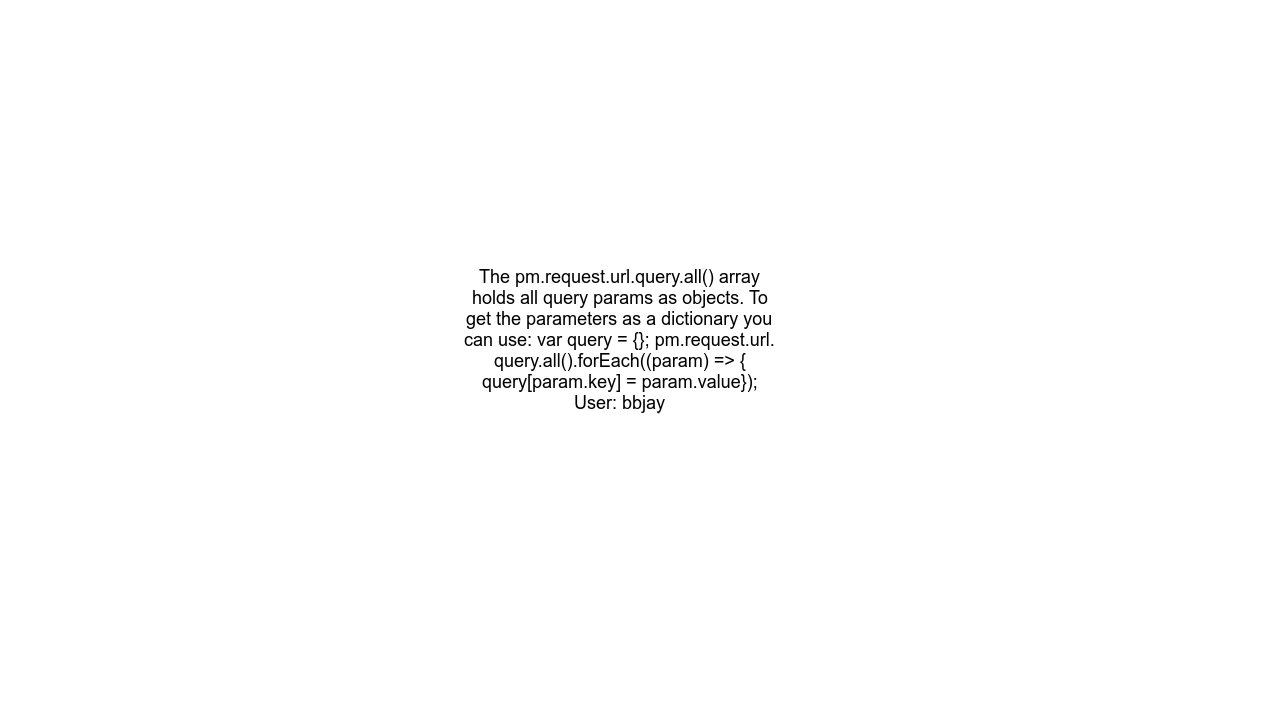 The pm.request.url.query.all() array
holds all query params as objects. To
get the parameters as a dictionary you
can use: var query = {}; pm.request.url.
query.all().forEach((param) => {
query[param.key] = param.value});
User: bbjay